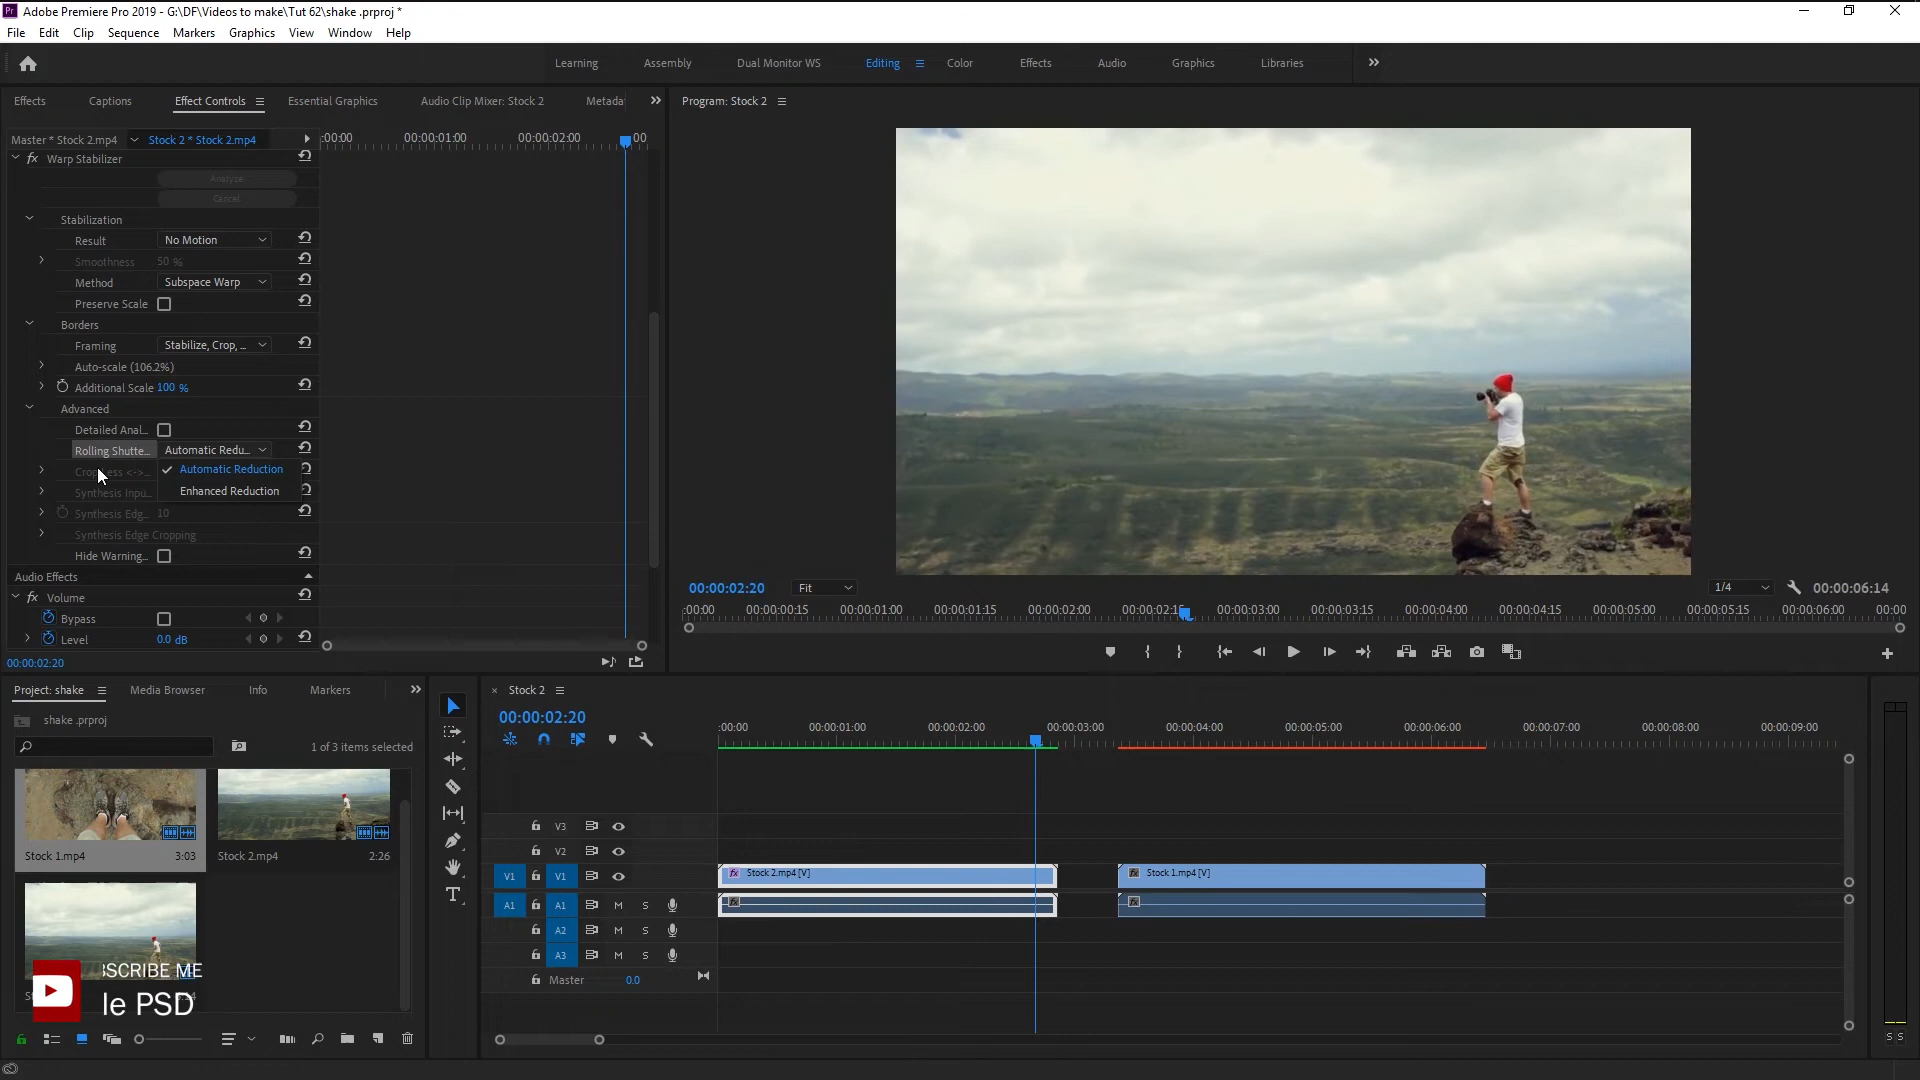 Pr Adobe Premiere Pro 2019 - G:\DF\Videos to make\Tut 62\shake .prproj *
File Edit Clip Sequence Markers Graphics View Window Help
Learning Assembly Dual Monitor WS Editing Color Effects Audio Graphics Libraries
Effects Captions Effect Controls Essential Graphics Audio Clip Mixer: Stock 2 Metada
Program: Stock 2
Master * Stock 2.mp4 Stock 2 * Stock 2.mp4
:00:00 00:00:01:00 00:00:02:00 00
fx Warp Stabilizer
Analyze
Cancel
Stabilization
Result No Motion
Smoothness 50 %
Method Subspace Warp
Preserve Scale
Borders
Framing Stabilize, Crop, ...
Auto-scale (106.2%)
Additional Scale 100 %
Advanced
Detailed Anal...
Rolling Shutte... Automatic Redu...
Crop Less <->...
Automatic Reduction
Synthesis Inpu...
Enhanced Reduction
Synthesis Edg... 10
Synthesis Edge Cropping
Hide Warning...
Audio Effects
fx Volume
Bypass
Level 0.0 dB
00:00:02:20
00:00:02:20 Fit 1/4 00:00:06:14
:00:00 00:00:00:15 00:00:01:00 00:00:01:15 00:00:02:00 00:00:02:15 00:00:03:00 00:00:03:15 00:00:04:00 00:00:04:15 00:00:05:00 00:00:05:15 00:00:06:00 00:00
Project: shake Media Browser Info Markers
shake .prproj
1 of 3 items selected
Stock 1.mp4 3:03
Stock 2.mp4 2:26
SCRIBE ME
le PSD
Stock 2
00:00:02:20
:00:00 00:00:01:00 00:00:02:00 00:00:03:00 00:00:04:00 00:00:05:00 00:00:06:00 00:00:07:00 00:00:08:00 00:00:09:00
V3
V2
V1 V1
fx Stock 2.mp4 [V]
fx Stock 1.mp4 [V]
A1 A1 M S
fx
fx
A2 M S
A3 M S
Master 0.0
S S